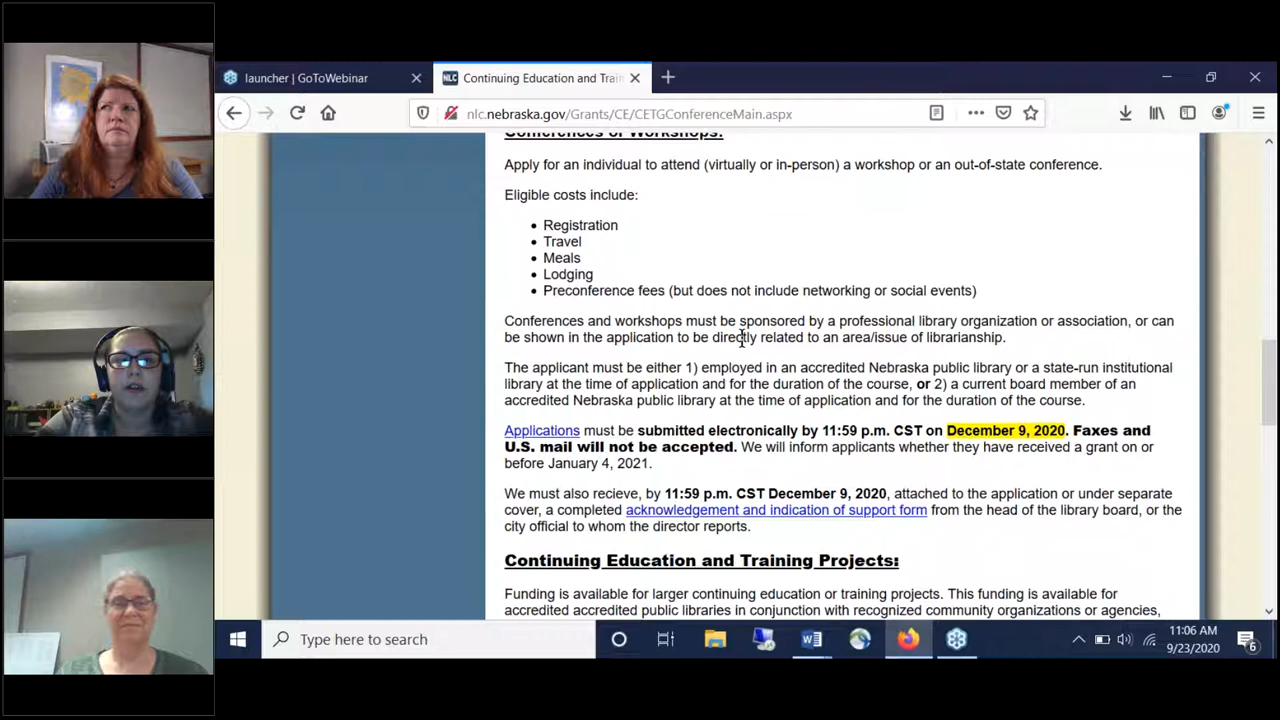 launcher | GoToWebinar
NLC Continuing Education and Train
nlc.nebraska.gov/Grants/CE/CETGConferenceMain.aspx
Conferences or Workshops:
Apply for an individual to attend (virtually or in-person) a workshop or an out-of-state conference.
Eligible costs include:
• Registration
• Travel
• Meals
• Lodging
• Preconference fees (but does not include networking or social events)
Conferences and workshops must be sponsored by a professional library organization or association, or can
be shown in the application to be directly related to an area/issue of librarianship.
The applicant must be either 1) employed in an accredited Nebraska public library or a state-run institutional
library at the time of application and for the duration of the course, or 2) a current board member of an
accredited Nebraska public library at the time of application and for the duration of the course.
Applications must be submitted electronically by 11:59 p.m. CST on December 9, 2020. Faxes and
U.S. mail will not be accepted. We will inform applicants whether they have received a grant on or
before January 4, 2021.
We must also recieve, by 11:59 p.m. CST December 9, 2020, attached to the application or under separate
cover, a completed acknowledgement and indication of support form from the head of the library board, or the
city official to whom the director reports.
Continuing Education and Training Projects:
Funding is available for larger continuing education or training projects. This funding is available for
accredited accredited public libraries in conjunction with recognized community organizations or agencies,
Type here to search
11:06 AM
9/23/2020
6